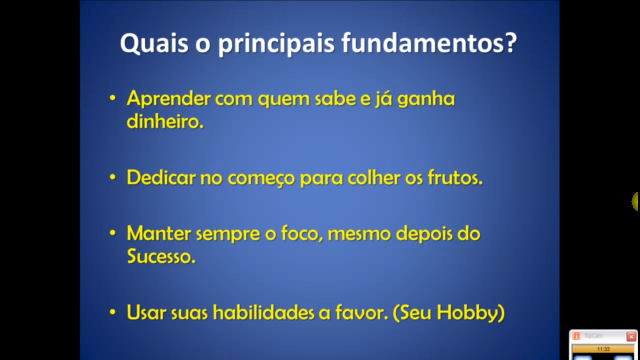 Quais o principais fundamentos?
• Aprender com quem sabe e já ganha
dinheiro.
• Dedicar no começo para colher os frutos.
• Manter sempre o foco, mesmo depois do
Sucesso.
• Usar suas habilidades a favor. (Seu Hobby)